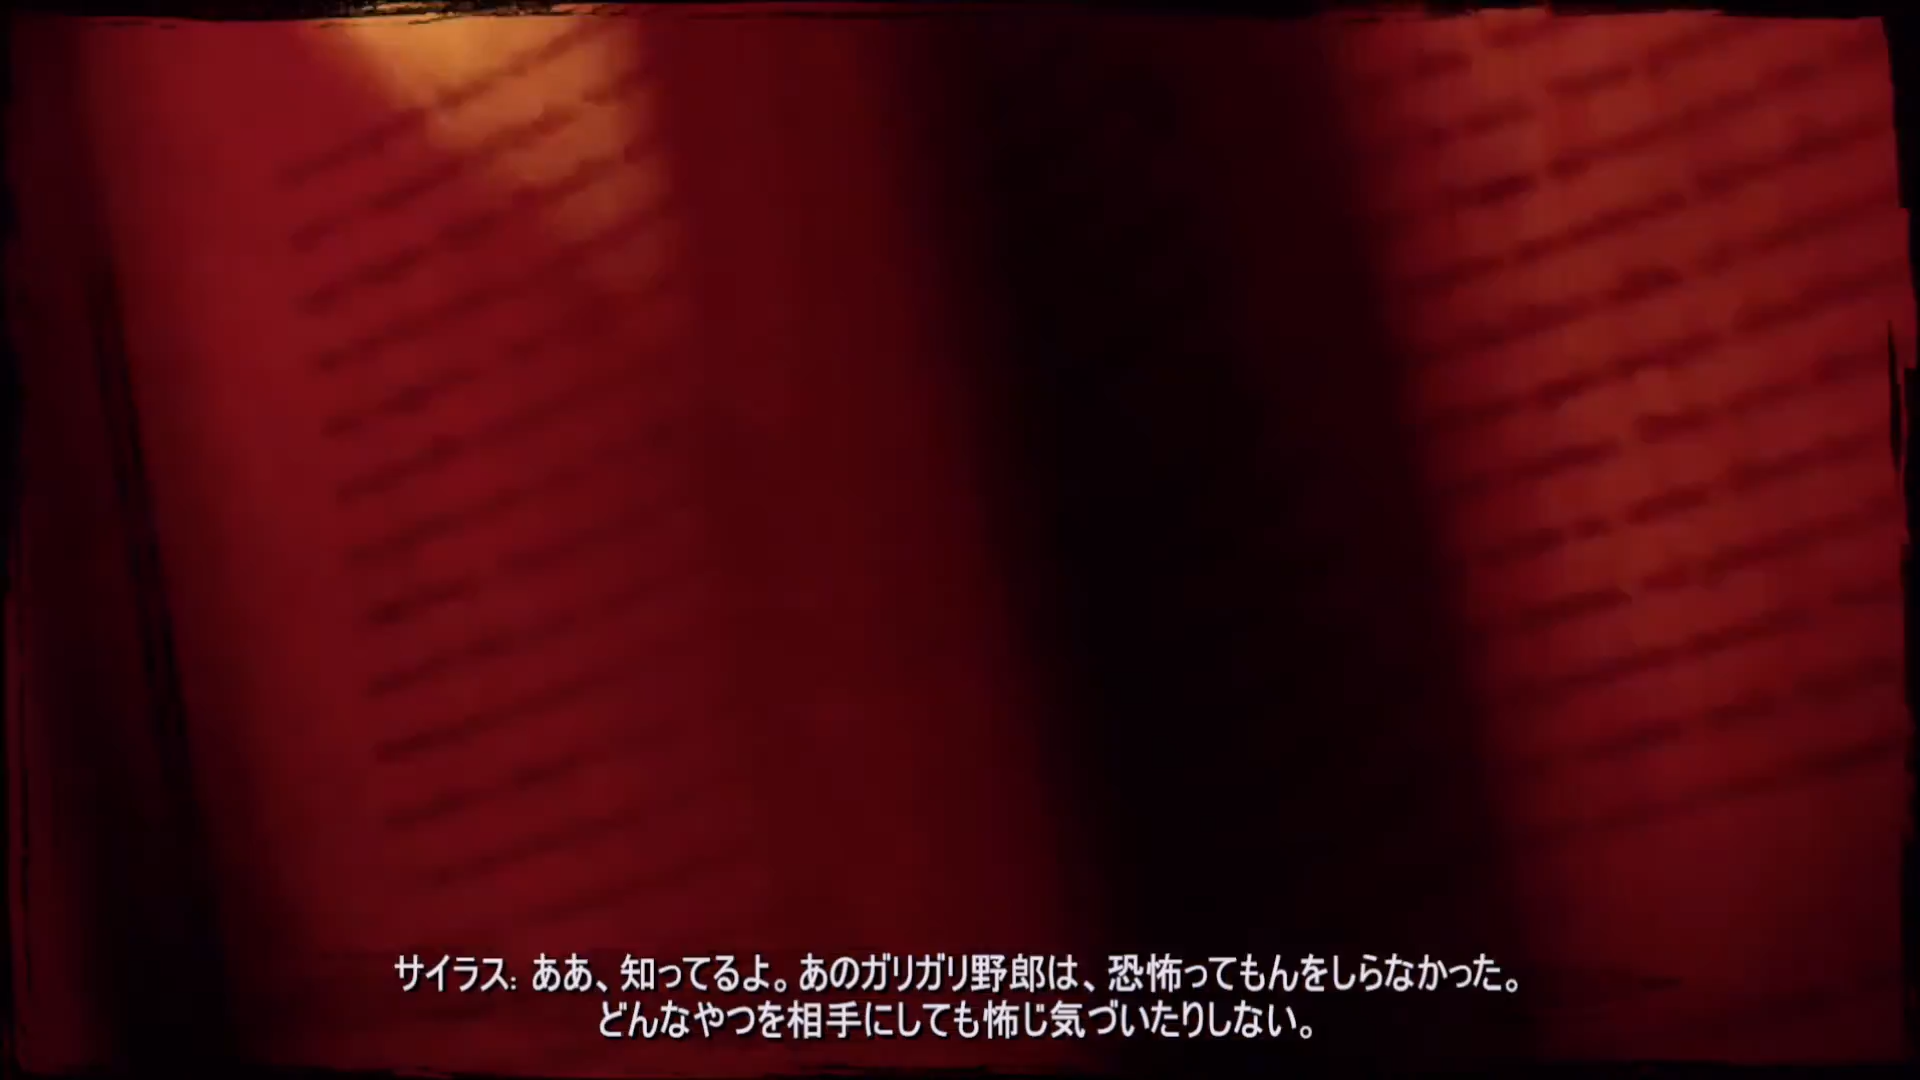 サイラス: ああ、知ってるよ。あのガリガリ野郎は、恐怖ってもんをしらなかった。
どんなやつを相手にしても怖じ気づいたりしない。